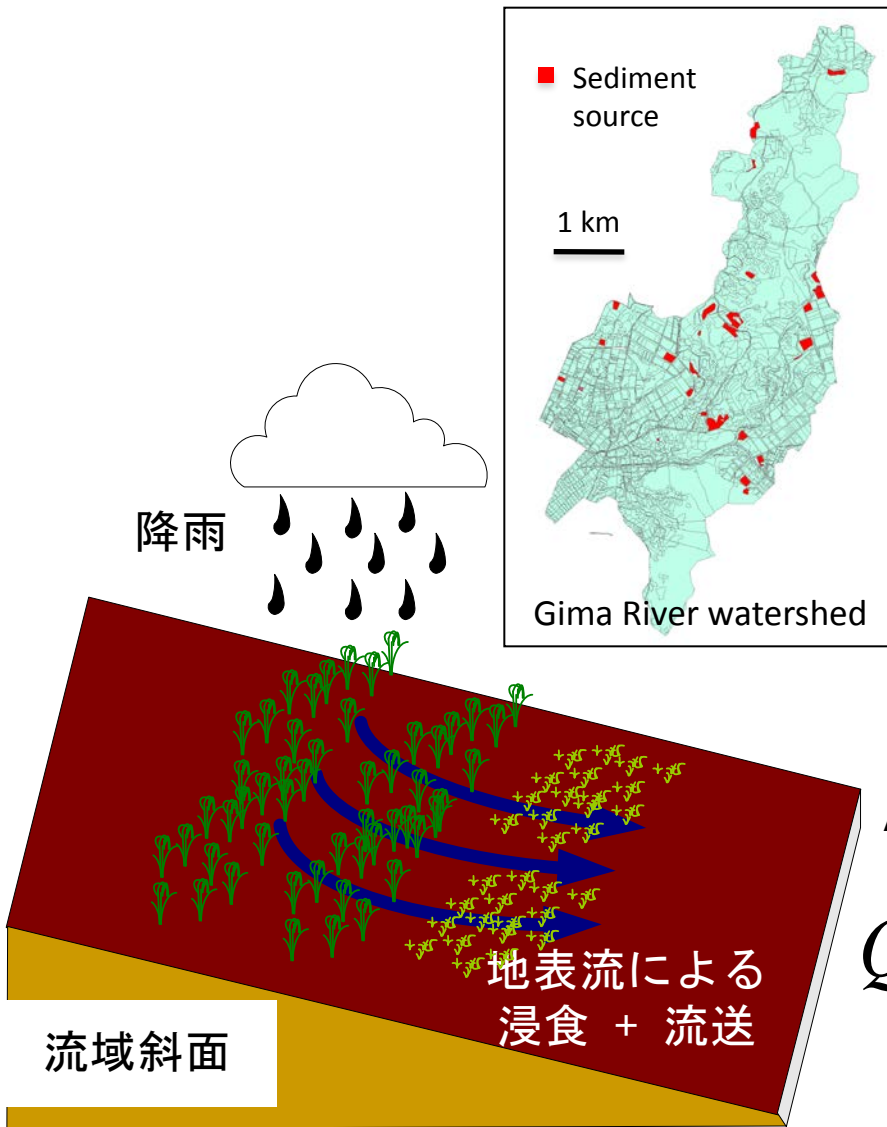 Sediment
source
1 km
Gima River watershed
降雨
地表流による
浸食 + 流送
流域斜面